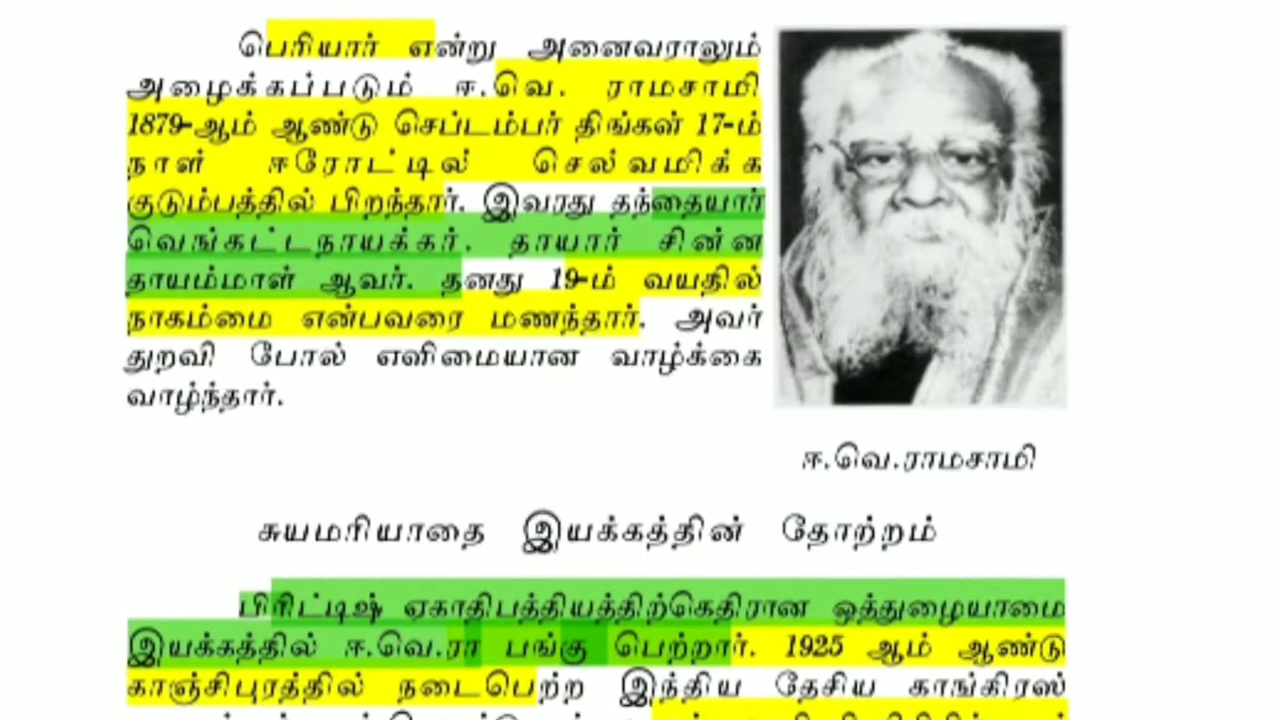 பெரியார் என்று அனைவராலும்
அழைக்கப்படும் ஈ.வெ. ராமசாமி
1879-ஆம் ஆண்டு செப்டம்பர் திங்கள் 17-ம்
நாள் ஈரோட்டில் செல்வமிக்க
குடும்பத்தில் பிறந்தார். இவரது தந்தையார்
வெங்கட்டநாயக்கர். தாயார் சின்ன
தாயம்மாள் ஆவர். தனது 19-ம் வயதில்
நாகம்மை என்பவரை மணந்தார். அவர்
துறவி போல் எளிமையான வாழ்க்கை
வாழ்ந்தார்.
ஈ.வெ.ராமசாமி
சுயமரியாதை இயக்கத்தின் தோற்றம்
பிரிட்டிஷ் ஏகாதிபத்தியத்திற்கெதிரான ஒத்துழையாமை
இயக்கத்தில் ஈ.வெ.ரா பங்கு பெற்றார். 1925 ஆம் ஆண்டு
காஞ்சிபுரத்தில் நடைபெற்ற இந்திய தேசிய காங்கிரஸ்